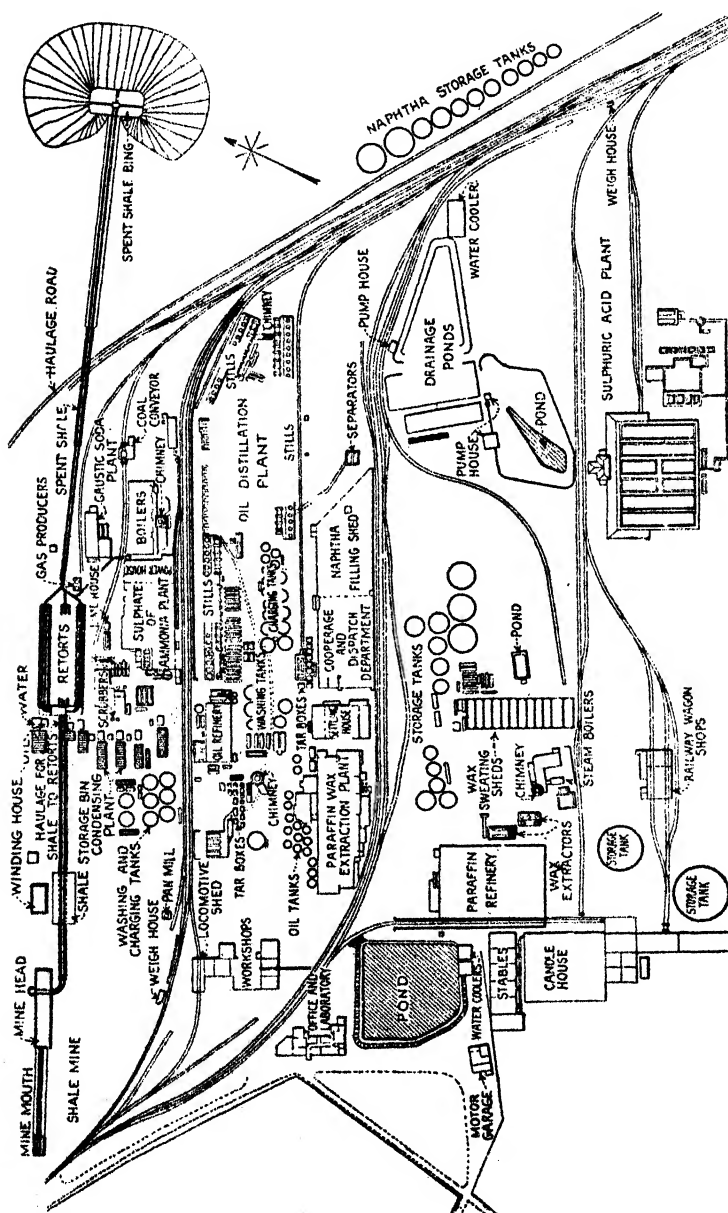 MINE MOUTH
MINE HEAD
SHALE MINE
WINDING HOUSE
HAULAGE FOR
SHALE TO RETORTS
SHALE STORAGE BIN
WATER
RETORTS
GAS PRODUCERS
SPENT SHALE
HAULAGE ROAD
SPENT SHALE BING
CONDENSING
PLANT
WASHING AND
CHARGING TANKS
SCRUBBERS
SULPHATE OF
AMMONIA PLANT
POWER HOUSE
BOILERS
CAUSTIC SODA
PLANT
COAL
CONVEYOR
CHIMNEY
WEIGH HOUSE
PAN MILL
LOCOMOTIVE
SHED
WORKSHOPS
TAR BOXES
OIL REFINERY
CHIMNEY
WASHING TANKS
CHARGING TANKS
STILLS
OIL DISTILLATION
PLANT
STILLS
CHIMNEY
STILLS
NAPHTHA STORAGE TANKS
OIL TANKS
PARAFFIN WAX
EXTRACTION PLANT
TAR BOXES
HOUSE
COOPERAGE
AND
DISPATCH
DEPARTMENT
NAPHTHA
FILLING SHED
SEPARATORS
PUMP HOUSE
DRAINAGE
PONDS
WATER
COOLER
OFFICE AND
LABORATORY
POND
PUMP
HOUSE
POND
STORAGE TANKS
POND
WAX
SWEATING
SHEDS
CHIMNEY
STEAM BOILERS
WAX
EXTRACTORS
PARAFFIN
REFINERY
WATER COOLERS
STABLES
CANDLE
HOUSE
MOTOR
GARAGE
STORAGE
TANK
STORAGE
TANK
RAILWAY WAGON
SHOPS
SULPHURIC ACID PLANT
WEIGH HOUSE